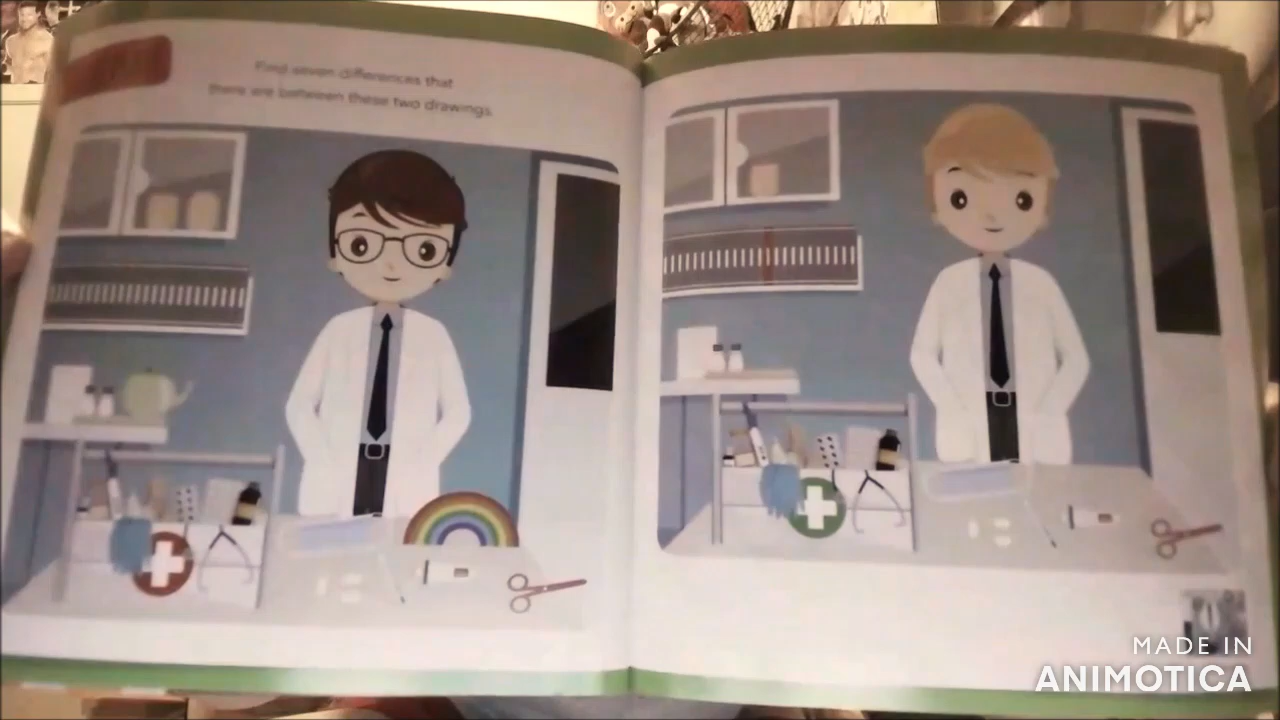 Find seven differences that
there are between these two drawings.
MADE IN
ANIMOTICA